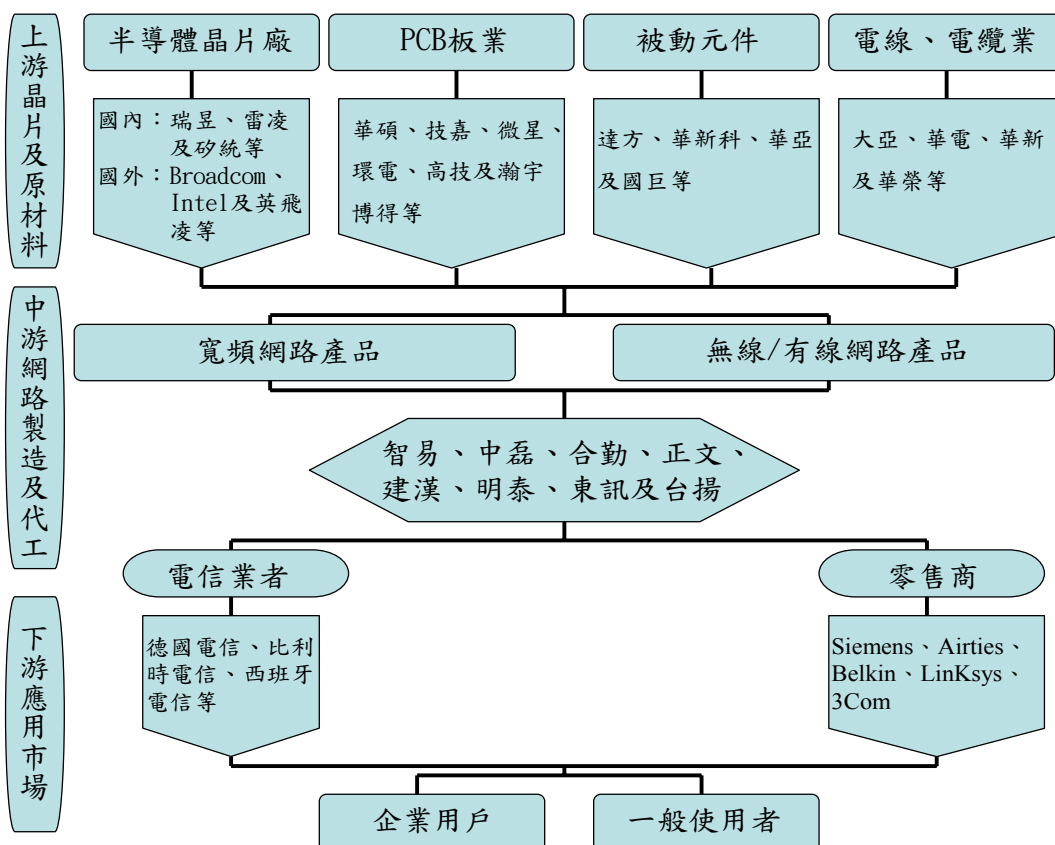 上游晶片及原材料
半導體晶片廠
PCB板業
被動元件
電線、電纜業
國內：瑞昱、雷凌
及矽統等
國外：Broadcom、
Intel及英飛
凌等
華碩、技嘉、微星、
環電、高技及瀚宇
博得等
達方、華新科、華亞
及國巨等
大亞、華電、華新
及華榮等
中游網路製造及代工
寬頻網路產品
無線/有線網路產品
智易、中磊、合勤、正文、
建漢、明泰、東訊及台揚
電信業者
零售商
下游應用市場
德國電信、比利
時電信、西班牙
電信等
Siemens、Airties、
Belkin、LinKsys、
3Com
企業用戶
一般使用者